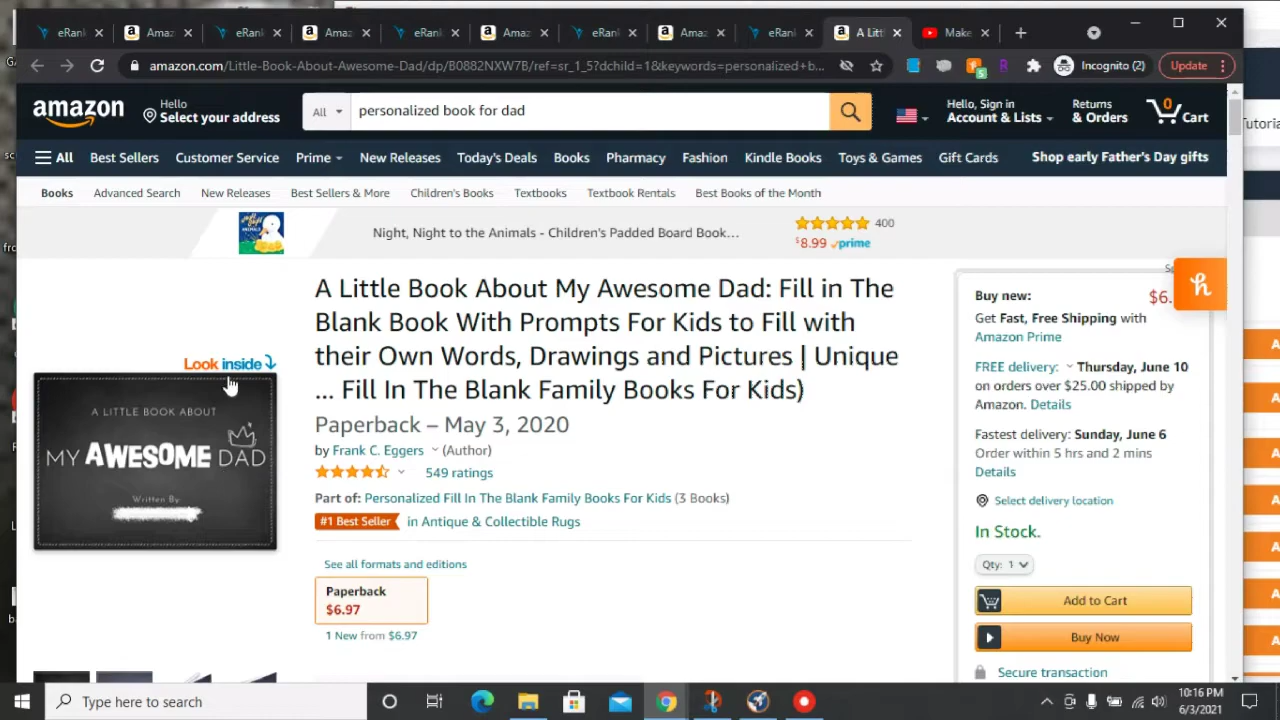 eRank
Amaz
eRank
Amaz
eRank
Amaz
eRank
Amaz
eRank
A Littl
Make
amazon.com/Little-Book-About-Awesome-Dad/dp/B0882NXW7B/ref=sr_1_5?dchild=1&keywords=personalized+b...
Incognito (2)
Update
amazon
Hello
Select your address
All
personalized book for dad
Hello, Sign in
Account & Lists
Returns
& Orders
0
Cart
All
Best Sellers
Customer Service
Prime
New Releases
Today's Deals
Books
Pharmacy
Fashion
Kindle Books
Toys & Games
Gift Cards
Shop early Father's Day gifts
Books
Advanced Search
New Releases
Best Sellers & More
Children's Books
Textbooks
Textbook Rentals
Best Books of the Month
Night, Night to the Animals - Children's Padded Board Book...
400
$8.99 prime
A Little Book About My Awesome Dad: Fill in The
Blank Book With Prompts For Kids to Fill with
their Own Words, Drawings and Pictures | Unique
... Fill In The Blank Family Books For Kids)
Paperback – May 3, 2020
by Frank C. Eggers (Author)
549 ratings
Part of: Personalized Fill In The Blank Family Books For Kids (3 Books)
#1 Best Seller in Antique & Collectible Rugs
See all formats and editions
Paperback
$6.97
1 New from $6.97
Look inside
A LITTLE BOOK ABOUT
MY AWESOME DAD
Written By
Buy new:
$6.
Get Fast, Free Shipping with
Amazon Prime
FREE delivery: Thursday, June 10
on orders over $25.00 shipped by
Amazon. Details
Fastest delivery: Sunday, June 6
Order within 5 hrs and 2 mins
Details
Select delivery location
In Stock.
Qty: 1
Add to Cart
Buy Now
Secure transaction
Type here to search
10:16 PM
6/3/2021